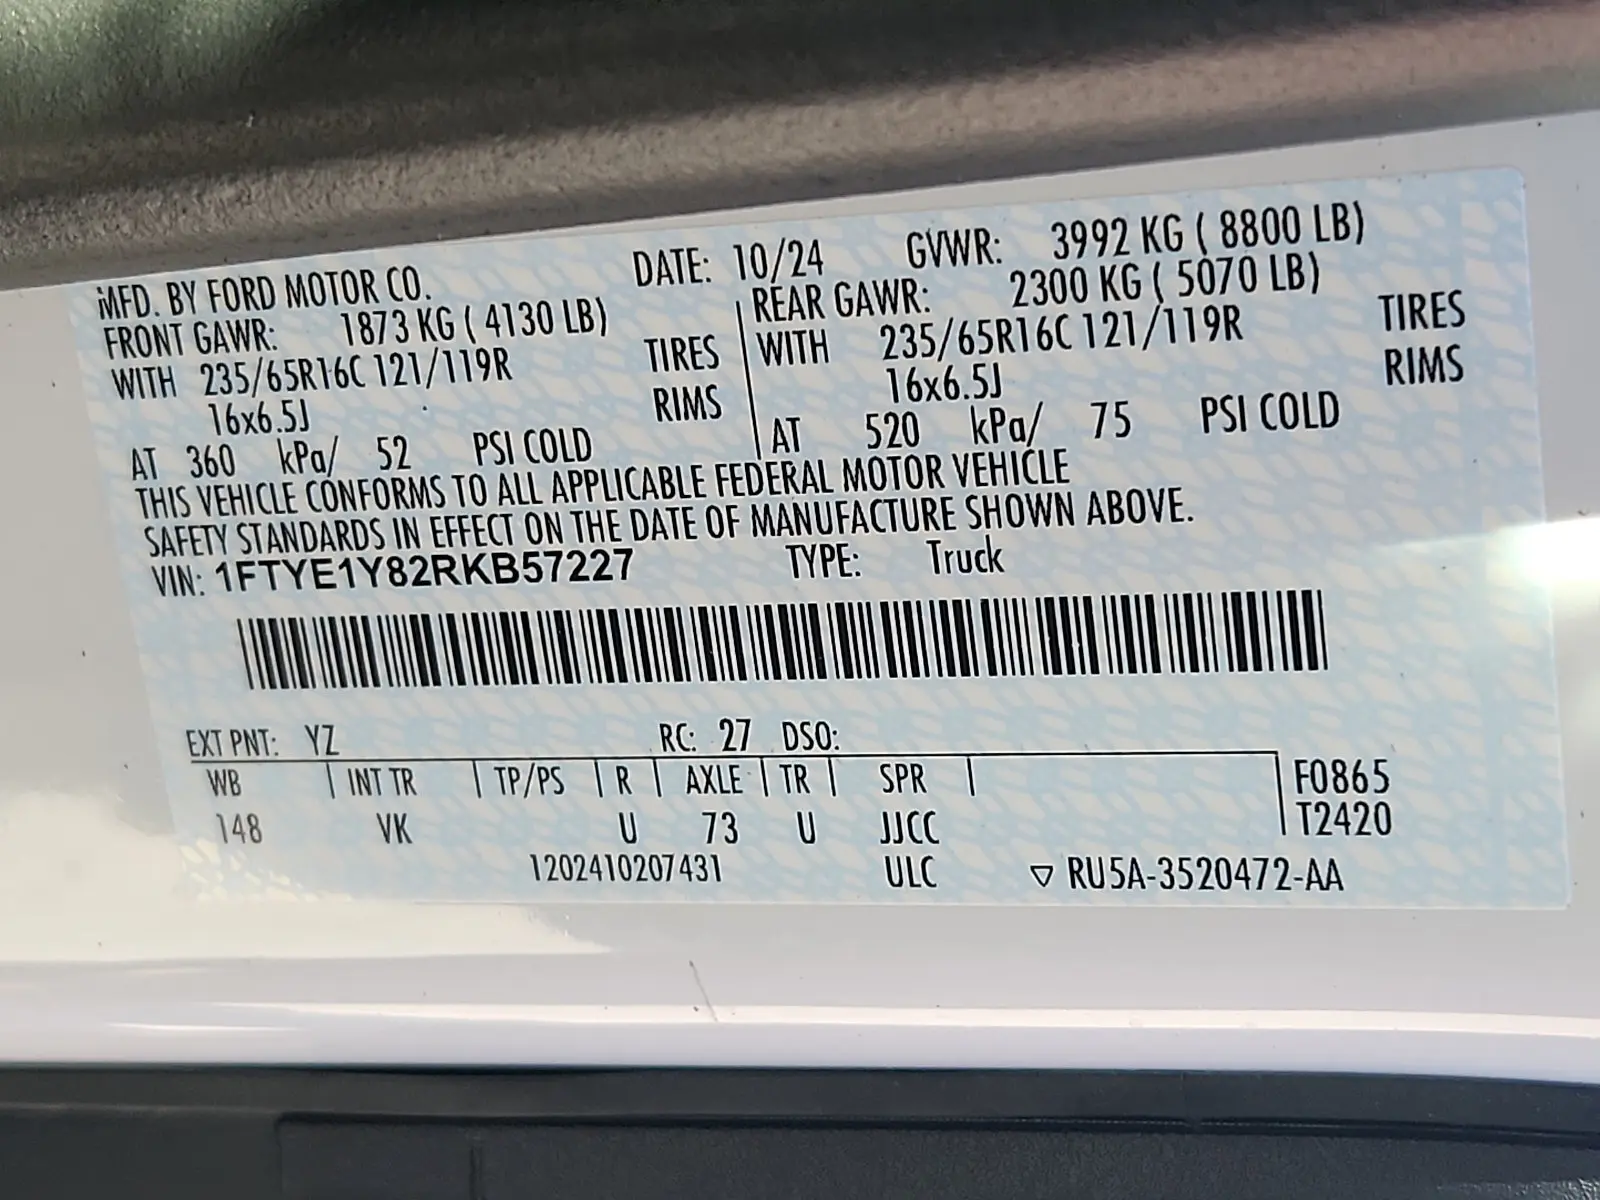 MFD. BY FORD MOTOR CO. DATE: 10/24 GVWR: 3992 KG ( 8800 LB)
FRONT GAWR: 1873 KG ( 4130 LB) REAR GAWR: 2300 KG ( 5070 LB)
WITH 235/65R16C 121/119R TIRES WITH 235/65R16C 121/119R TIRES
16x6.5J RIMS 16x6.5J RIMS
AT 360 kPa/ 52 PSI COLD AT 520 kPa/ 75 PSI COLD
THIS VEHICLE CONFORMS TO ALL APPLICABLE FEDERAL MOTOR VEHICLE
SAFETY STANDARDS IN EFFECT ON THE DATE OF MANUFACTURE SHOWN ABOVE.
VIN: 1FTYE1Y82RKB57227 TYPE: Truck
EXT PNT: YZ RC: 27 DSO:
WB INT TR TP/PS R AXLE TR SPR F0865
148 VK U 73 U JJCC T2420
1202410207431 ULC ▽ RU5A-3520472-AA